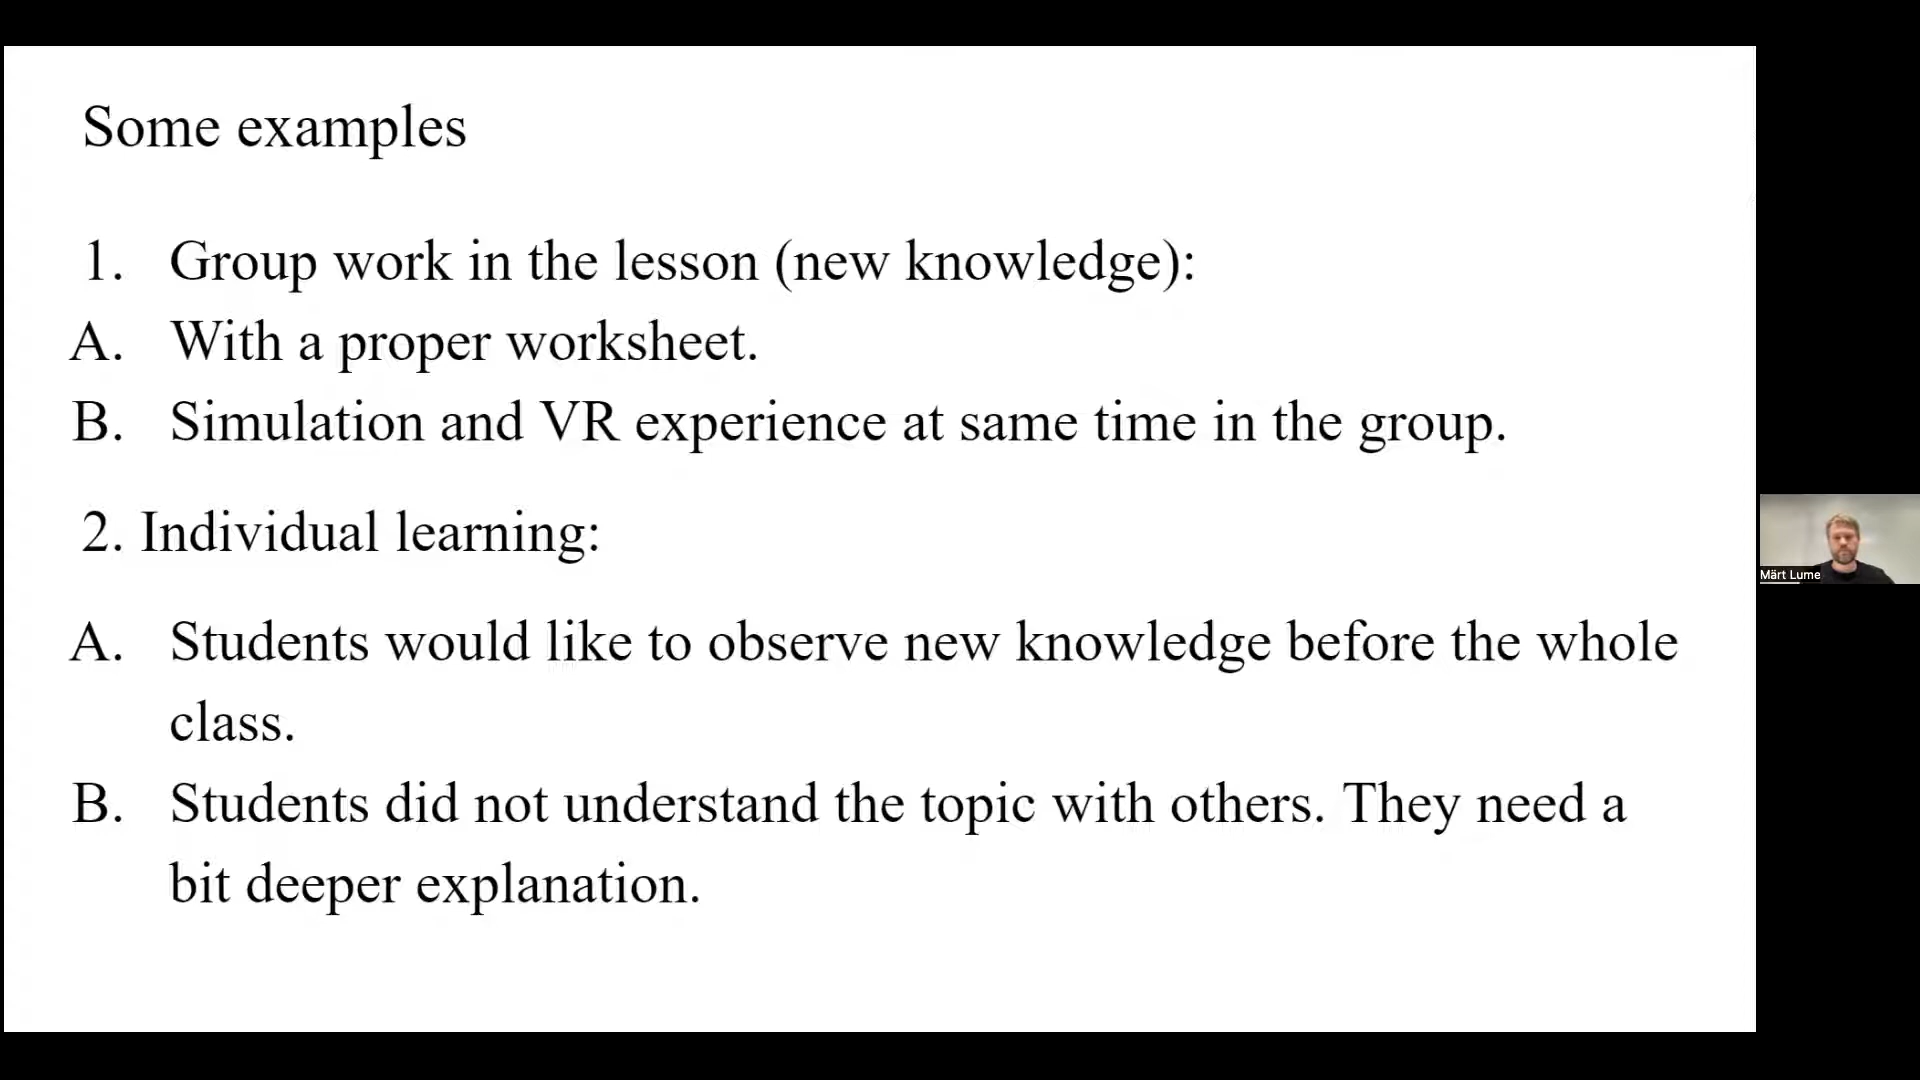 Some examples
1. Group work in the lesson (new knowledge):
A. With a proper worksheet.
B. Simulation and VR experience at same time in the group.
2. Individual learning:
A. Students would like to observe new knowledge before the whole
class.
B. Students did not understand the topic with others. They need a
bit deeper explanation.
Märt Lume